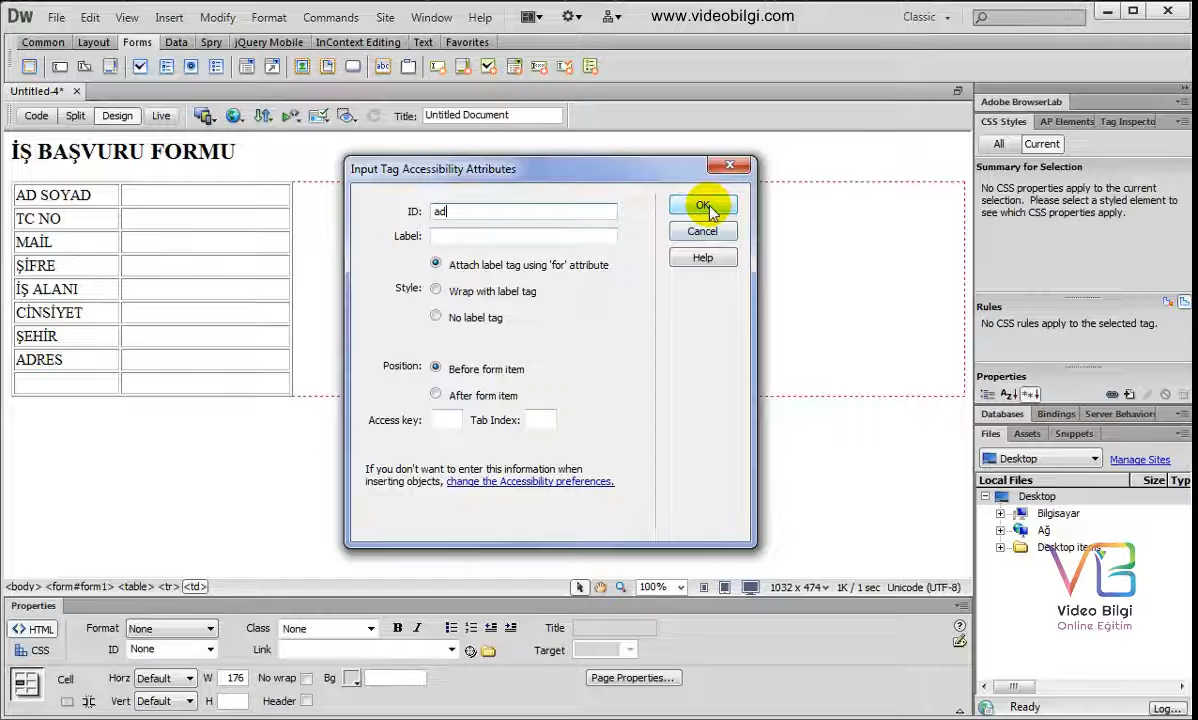 Dw File Edit View Insert Modify Format Commands Site Window Help www.videobilgi.com Classic
Common Layout Forms Data Spry jQuery Mobile InContext Editing Text Favorites
Untitled-4*
Code Split Design Live Title: Untitled Document
İŞ BAŞVURU FORMU
AD SOYAD
TC NO
MAİL
ŞİFRE
İŞ ALANI
CİNSİYET
ŞEHİR
ADRES
Input Tag Accessibility Attributes
ID: ad
OK
Label:
Cancel
Help
Attach label tag using 'for' attribute
Style: Wrap with label tag
No label tag
Position: Before form item
After form item
Access key: Tab Index:
If you don't want to enter this information when
inserting objects, change the Accessibility preferences.
Adobe BrowserLab
CSS Styles AP Elements Tag Inspecto
All Current
Summary for Selection
No CSS properties apply to the current
selection. Please select a styled element to
see which CSS properties apply.
Rules
No CSS rules apply to the selected tag.
Properties
Databases Bindings Server Behavior
Files Assets Snippets
Desktop Manage Sites
Local Files Size Typ
Desktop
Bilgisayar
Ağ
Desktop items
Video Bilgi
Online Eğitim
Ready Log...
<body> <form#form1> <table> <tr> <td> 100% 1032 x 474 1K / 1 sec Unicode (UTF-8)
Properties
HTML Format None Class None B I Title
CSS ID None Link Target
Cell Horz Default W 176 No wrap Bg Page Properties...
Vert Default H Header